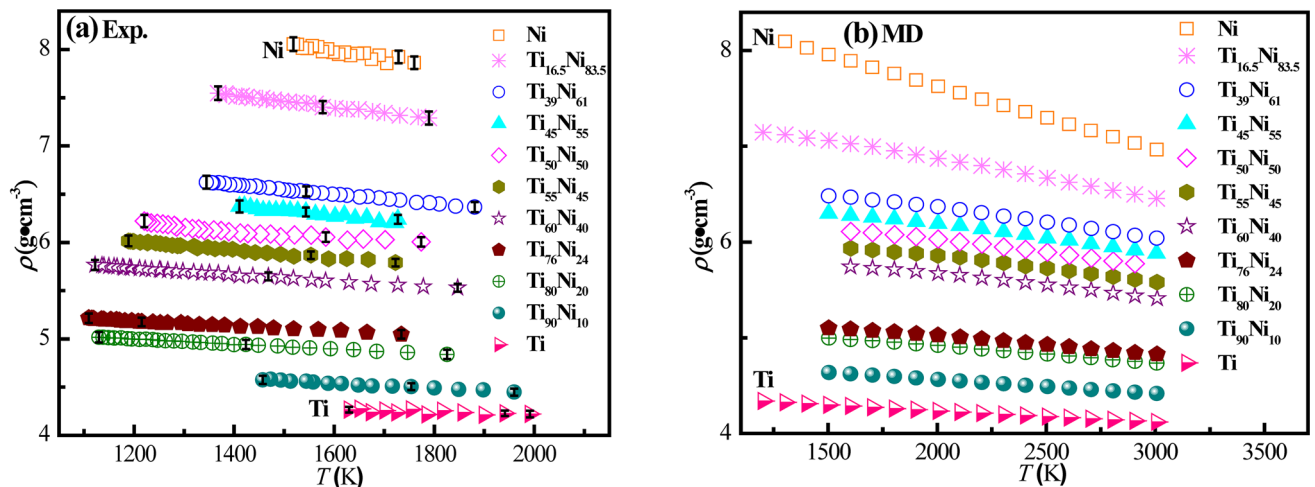 (a) Exp.
8
7
6
5
4
ρ(g•cm⁻³)
1200
1400
1600
1800
2000
T (K)
Ni
Ti
Ni
Ti₁₆.₅Ni₈₃.₅
Ti₃₉Ni₆₁
Ti₄₅Ni₅₅
Ti₅₀Ni₅₀
Ti₅₅Ni₄₅
Ti₆₀Ni₄₀
Ti₇₆Ni₂₄
Ti₈₀Ni₂₀
Ti₉₀Ni₁₀
Ti
(b) MD
8
6
4
ρ(g•cm⁻³)
1500
2000
2500
3000
3500
T (K)
Ni
Ti
Ni
Ti₁₆.₅Ni₈₃.₅
Ti₃₉Ni₆₁
Ti₄₅Ni₅₅
Ti₅₀Ni₅₀
Ti₅₅Ni₄₅
Ti₆₀Ni₄₀
Ti₇₆Ni₂₄
Ti₈₀Ni₂₀
Ti₉₀Ni₁₀
Ti